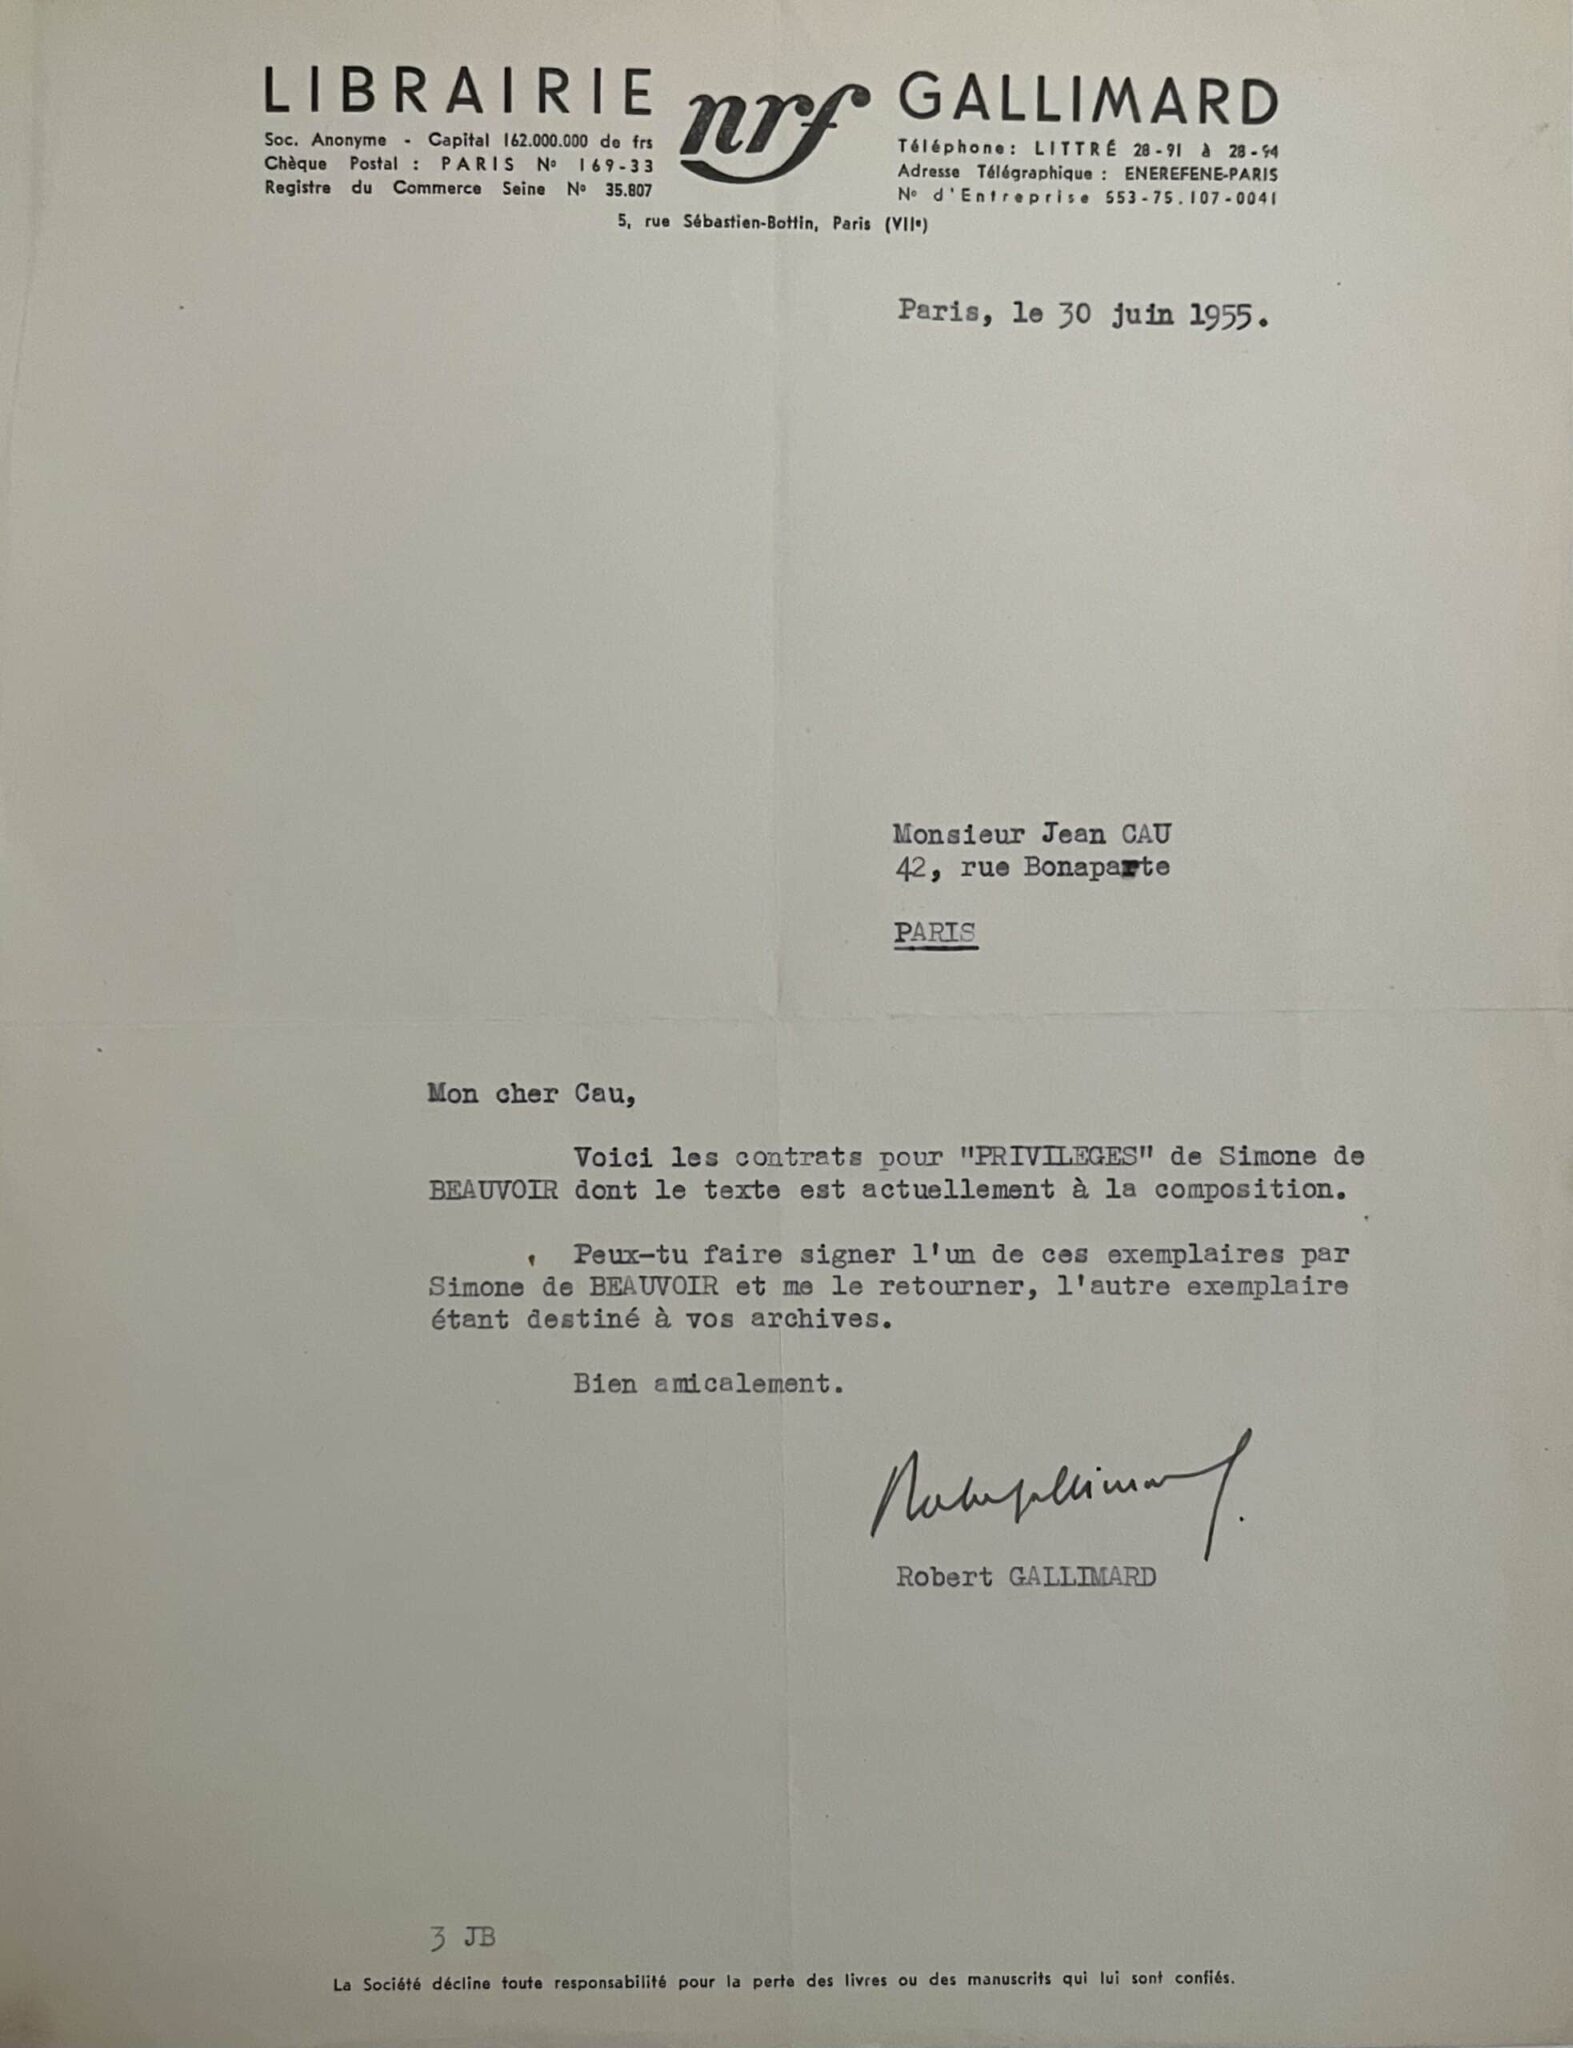 LIBRAIRIE nrf GALLIMARD
Soc. Anonyme - Capital 162.000.000 de frs
Chèque Postal : PARIS No 169-33
Registre du Commerce Seine No 35.807
Téléphone : LITTRÉ 28-91 à 28-94
Adresse Télégraphique : ENEREFENE-PARIS
No d'Entreprise 553-75.107-0041
5, rue Sébastien-Bottin, Paris (VIIe)
Paris, le 30 juin 1955.
Monsieur Jean CAU
42, rue Bonaparte
PARIS
Mon cher Cau,
Voici les contrats pour "PRIVILEGES" de Simone de
BEAUVOIR dont le texte est actuellement à la composition.
Peux-tu faire signer l'un de ces exemplaires par
Simone de BEAUVOIR et me le retourner, l'autre exemplaire
étant destiné à vos archives.
Bien amicalement.
Robert Gallimard
Robert GALLIMARD
3 JB
La Société décline toute responsabilité pour la perte des livres ou des manuscrits qui lui sont confiés.